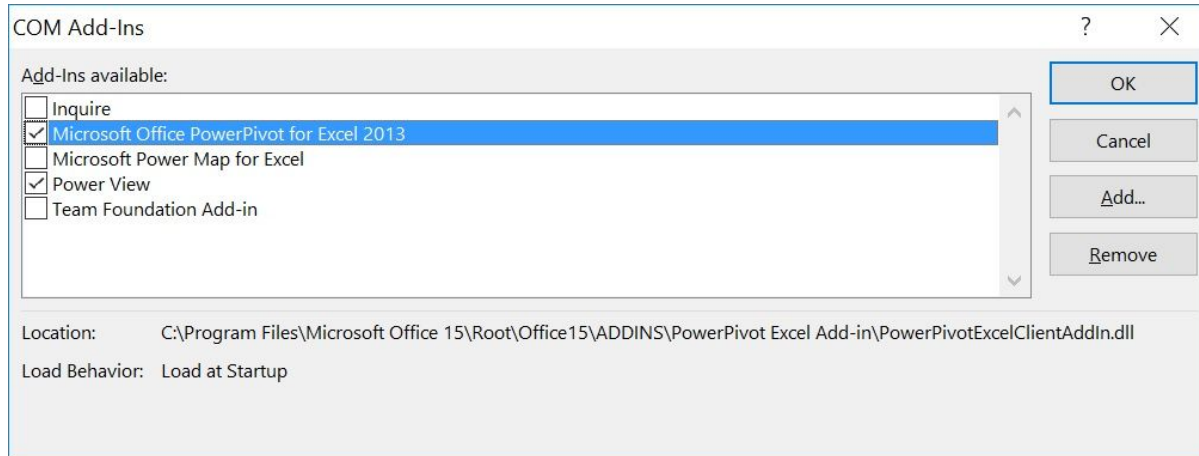 COM Add-Ins
?
Add-Ins available:
Inquire
Microsoft Office PowerPivot for Excel 2013
Microsoft Power Map for Excel
Power View
Team Foundation Add-in
OK
Cancel
Add...
Remove
Location: C:\Program Files\Microsoft Office 15\Root\Office15\ADDINS\PowerPivot Excel Add-in\PowerPivotExcelClientAddIn.dll
Load Behavior: Load at Startup